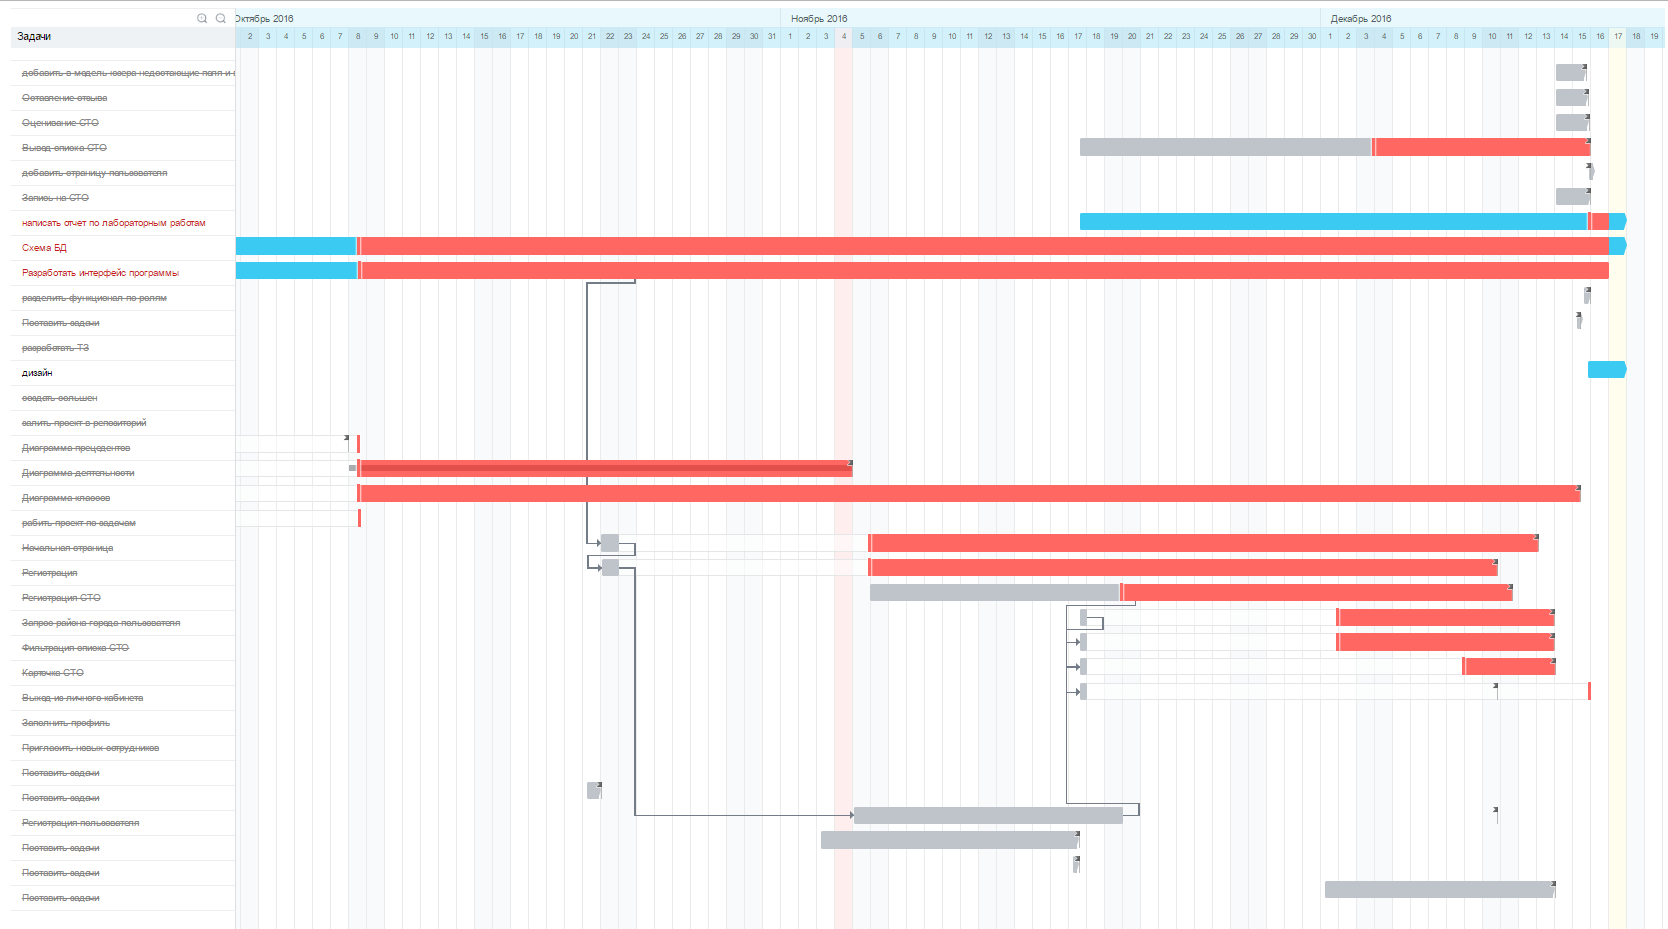 Октябрь 2016 Ноябрь 2016 Декабрь 2016
Задачи 2 3 4 5 6 7 8 9 10 11 12 13 14 15 16 17 18 19 20 21 22 23 24 25 26 27 28 29 30 31 1 2 3 4 5 6 7 8 9 10 11 12 13 14 15 16 17 18 19 20 21 22 23 24 25 26 27 28 29 30 1 2 3 4 5 6 7 8 9 10 11 12 13 14 15 16 17 18 19
добавить в модель юзера недостающие поля и
Оставление отзыва
Оценивание СТО
Вывод списка СТО
добавить страницу пользователя
Запись на СТО
написать отчет по лабораторным работам
Схема БД
Разработать интерфейс программы
разделить функционал по ролям
Поставить задачи
разработать ТЗ
дизайн
создать солюшен
залить проект в репозиторий
Диаграмма прецедентов
Диаграмма деятельности
Диаграмма классов
рабить проект по задачам
Начальная страница
Регистрация
Регистрация СТО
Запрос района города пользователя
Фильтрация списка СТО
Карточка СТО
Выход из личного кабинета
Заполнить профиль
Пригласить новых сотрудников
Поставить задачи
Поставить задачи
Регистрация пользователя
Поставить задачи
Поставить задачи
Поставить задачи